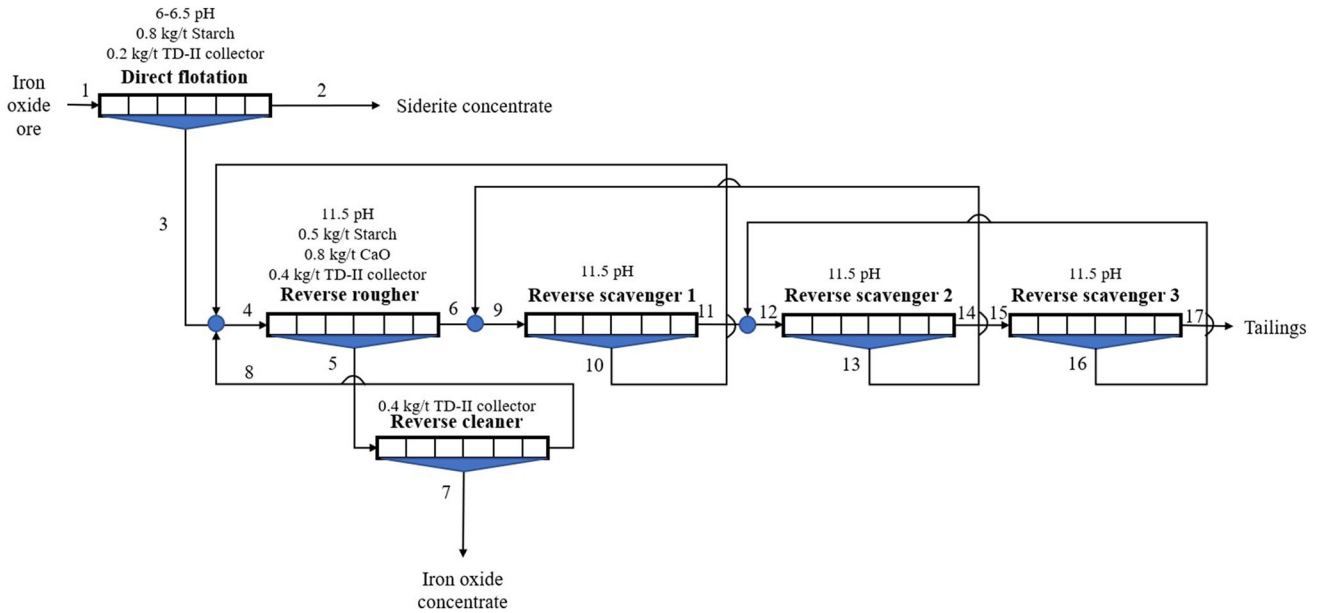 6-6.5 pH
0.8 kg/t Starch
0.2 kg/t TD-II collector
Direct flotation
Iron
oxide
ore
1
2
Siderite concentrate
3
11.5 pH
0.5 kg/t Starch
0.8 kg/t CaO
0.4 kg/t TD-II collector
Reverse rougher
11.5 pH
Reverse scavenger 1
11.5 pH
Reverse scavenger 2
11.5 pH
Reverse scavenger 3
4
6
9
11
12
14
15
17
Tailings
5
10
13
16
8
0.4 kg/t TD-II collector
Reverse cleaner
7
Iron oxide
concentrate